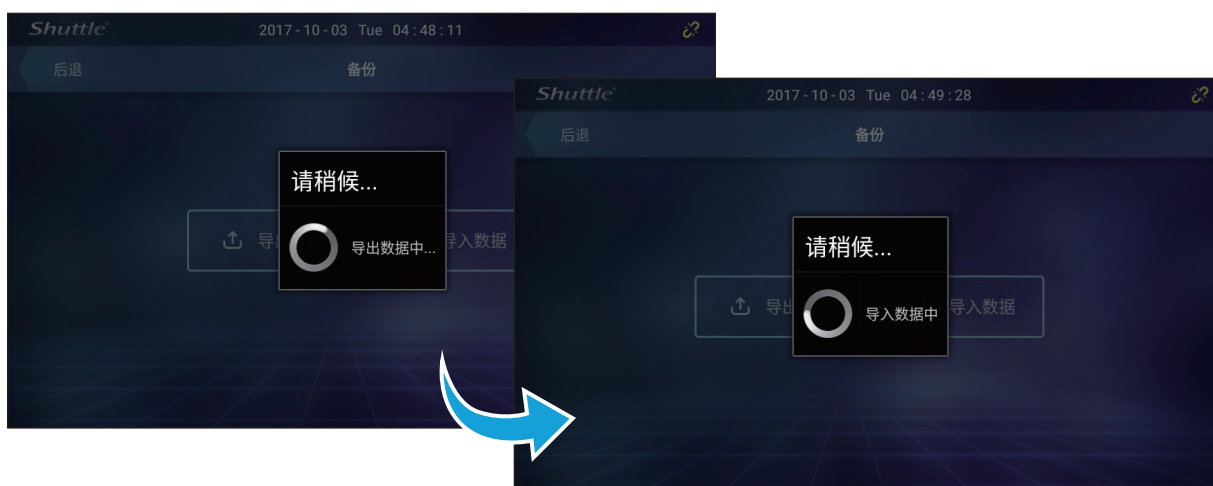 Shuttle 2017-10-03 Tue 04:48:11
后退 备份
请稍候...
导出数据中...
导
导入数据
Shuttle 2017-10-03 Tue 04:49:28
后退 备份
请稍候...
导入数据中
导出
导入数据